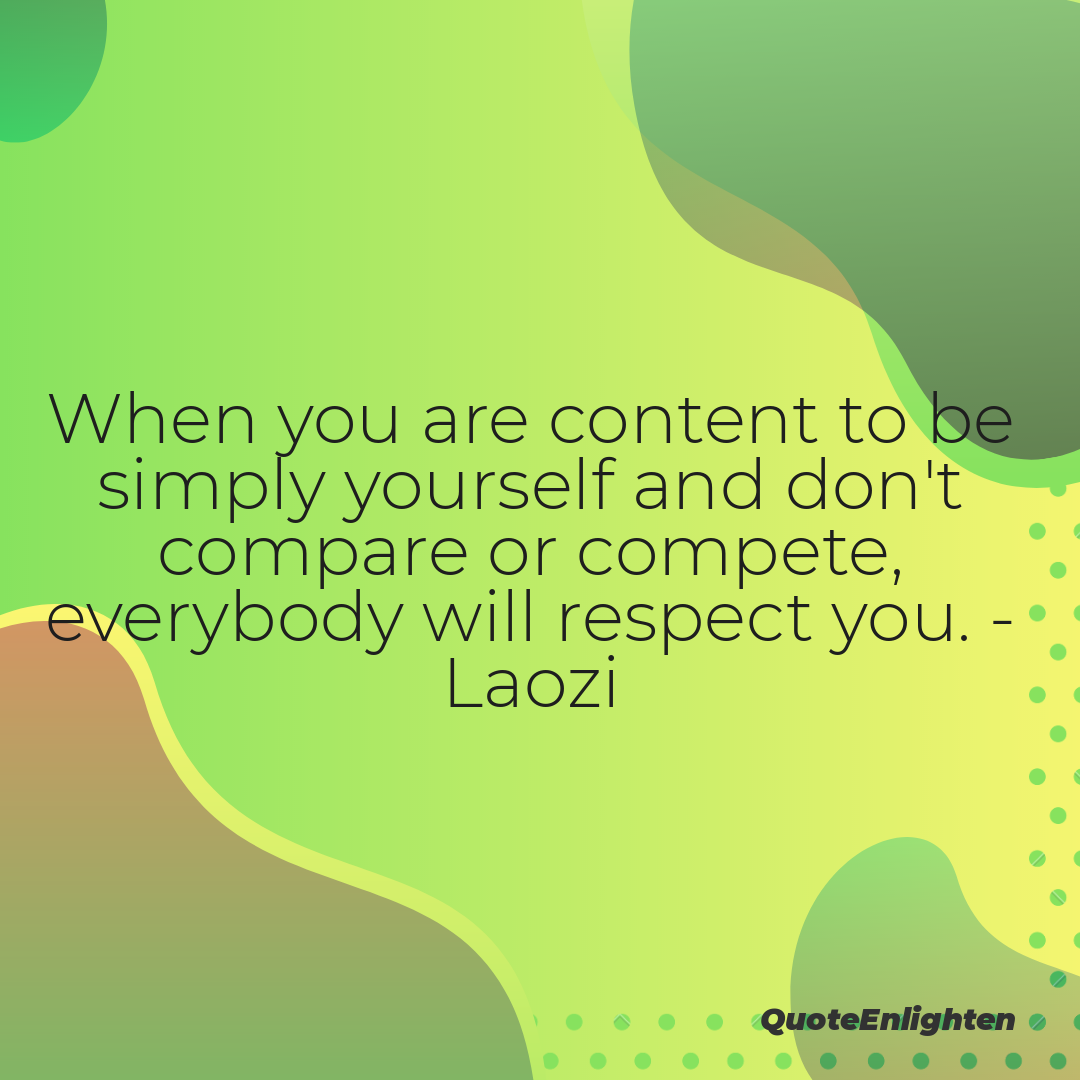 When you are content to be
simply yourself and don't
compare or compete,
everybody will respect you. -
Laozi
QuoteEnlighten